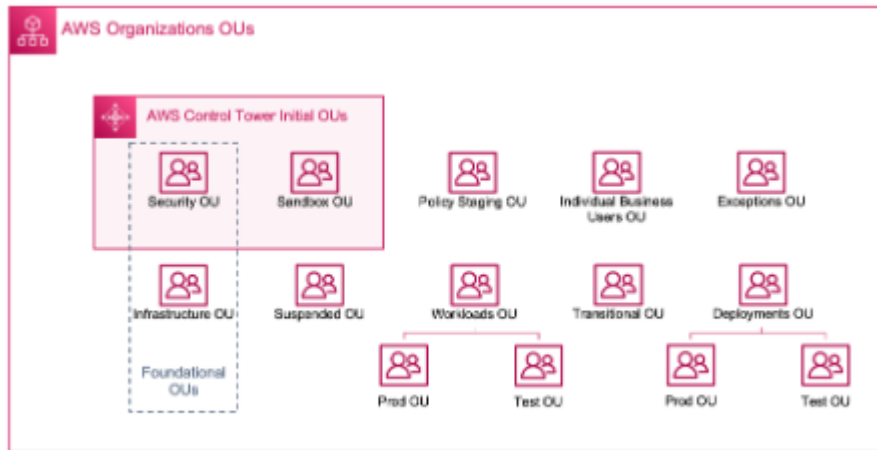 AWS Organizations OUs
AWS Control Tower Initial OUs
Security OU
Sandbox OU
Policy Staging OU
Individual Business
Users OU
Exceptions OU
Infrastructure OU
Suspended OU
Workloads OU
Transitional OU
Deployments OU
Foundational
OUs
Prod OU
Test OU
Prod OU
Test OU